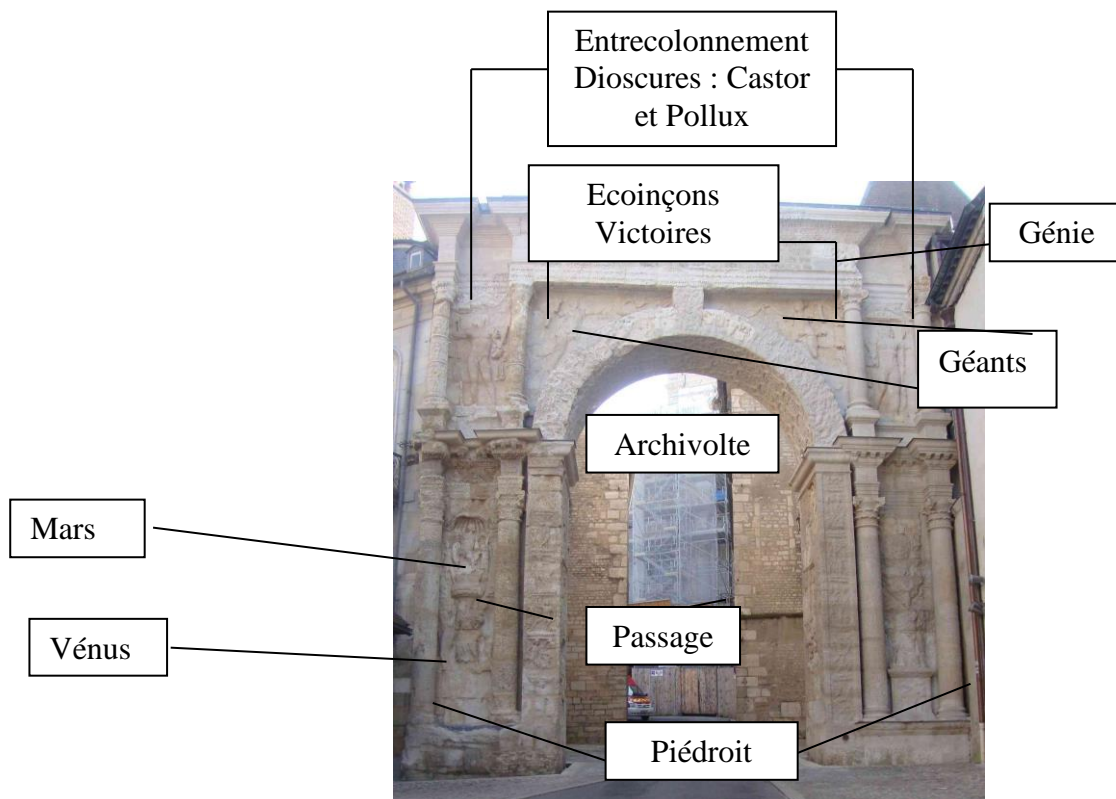 Entrecolonnement
Dioscures : Castor
et Pollux
Ecoinçons
Victoires
Génie
Géants
Archivolte
Mars
Passage
Vénus
Piédroit